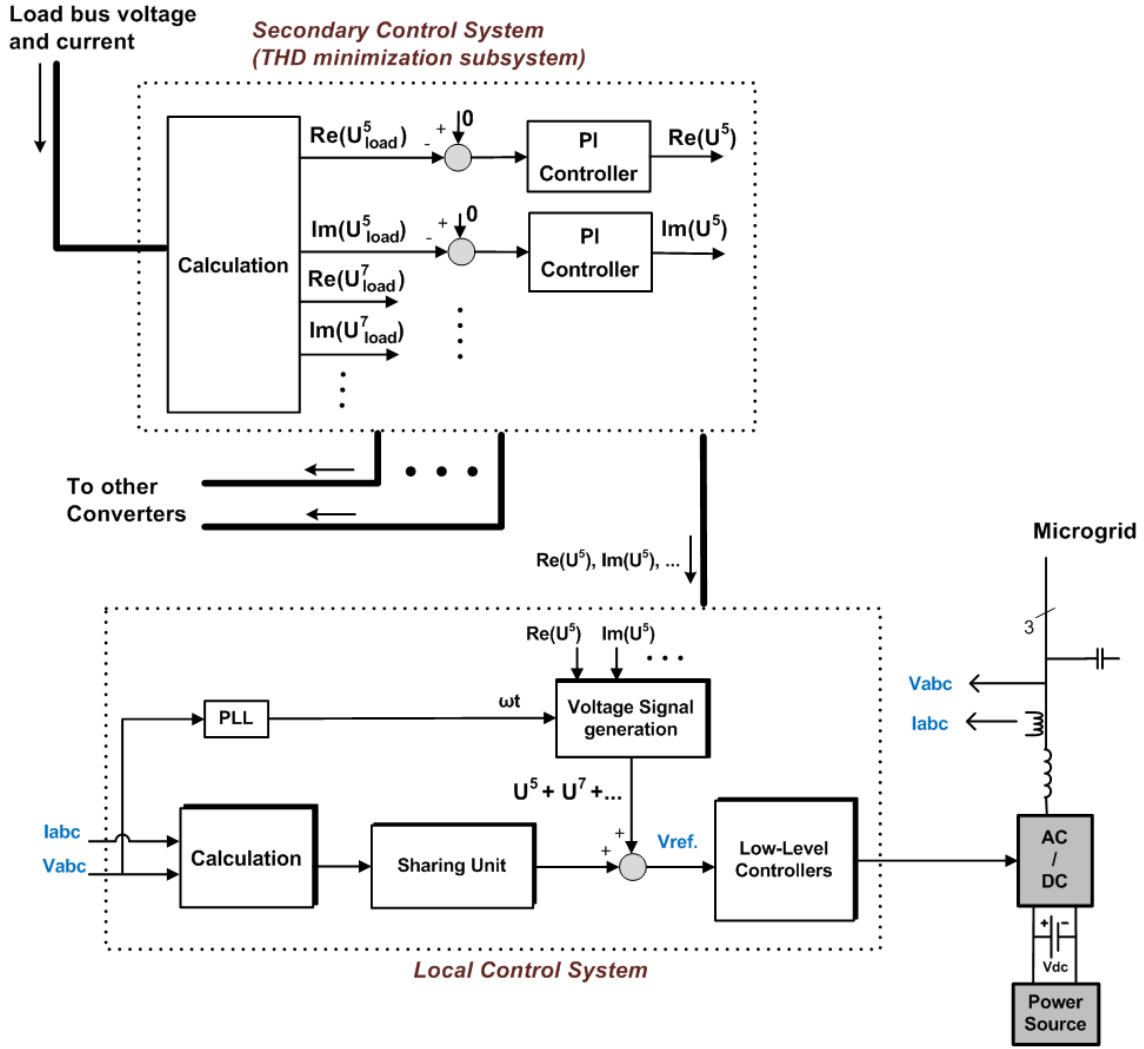 Load bus voltage
and current
Secondary Control System
(THD minimization subsystem)
Calculation
Re(U⁵load)
+
0
-
PI
Controller
Re(U⁵)
Im(U⁵load)
+
0
-
PI
Controller
Im(U⁵)
Re(U⁷load)
Im(U⁷load)
To other
Converters
Re(U⁵), Im(U⁵), ...
Microgrid
3
Vabc
Iabc
Re(U⁵) Im(U⁵)
PLL
ωt
Voltage Signal
generation
U⁵ + U⁷ +...
Iabc
Vabc
Calculation
Sharing Unit
+
+
Vref.
Low-Level
Controllers
AC
/
DC
+ -
Vdc
Power
Source
Local Control System